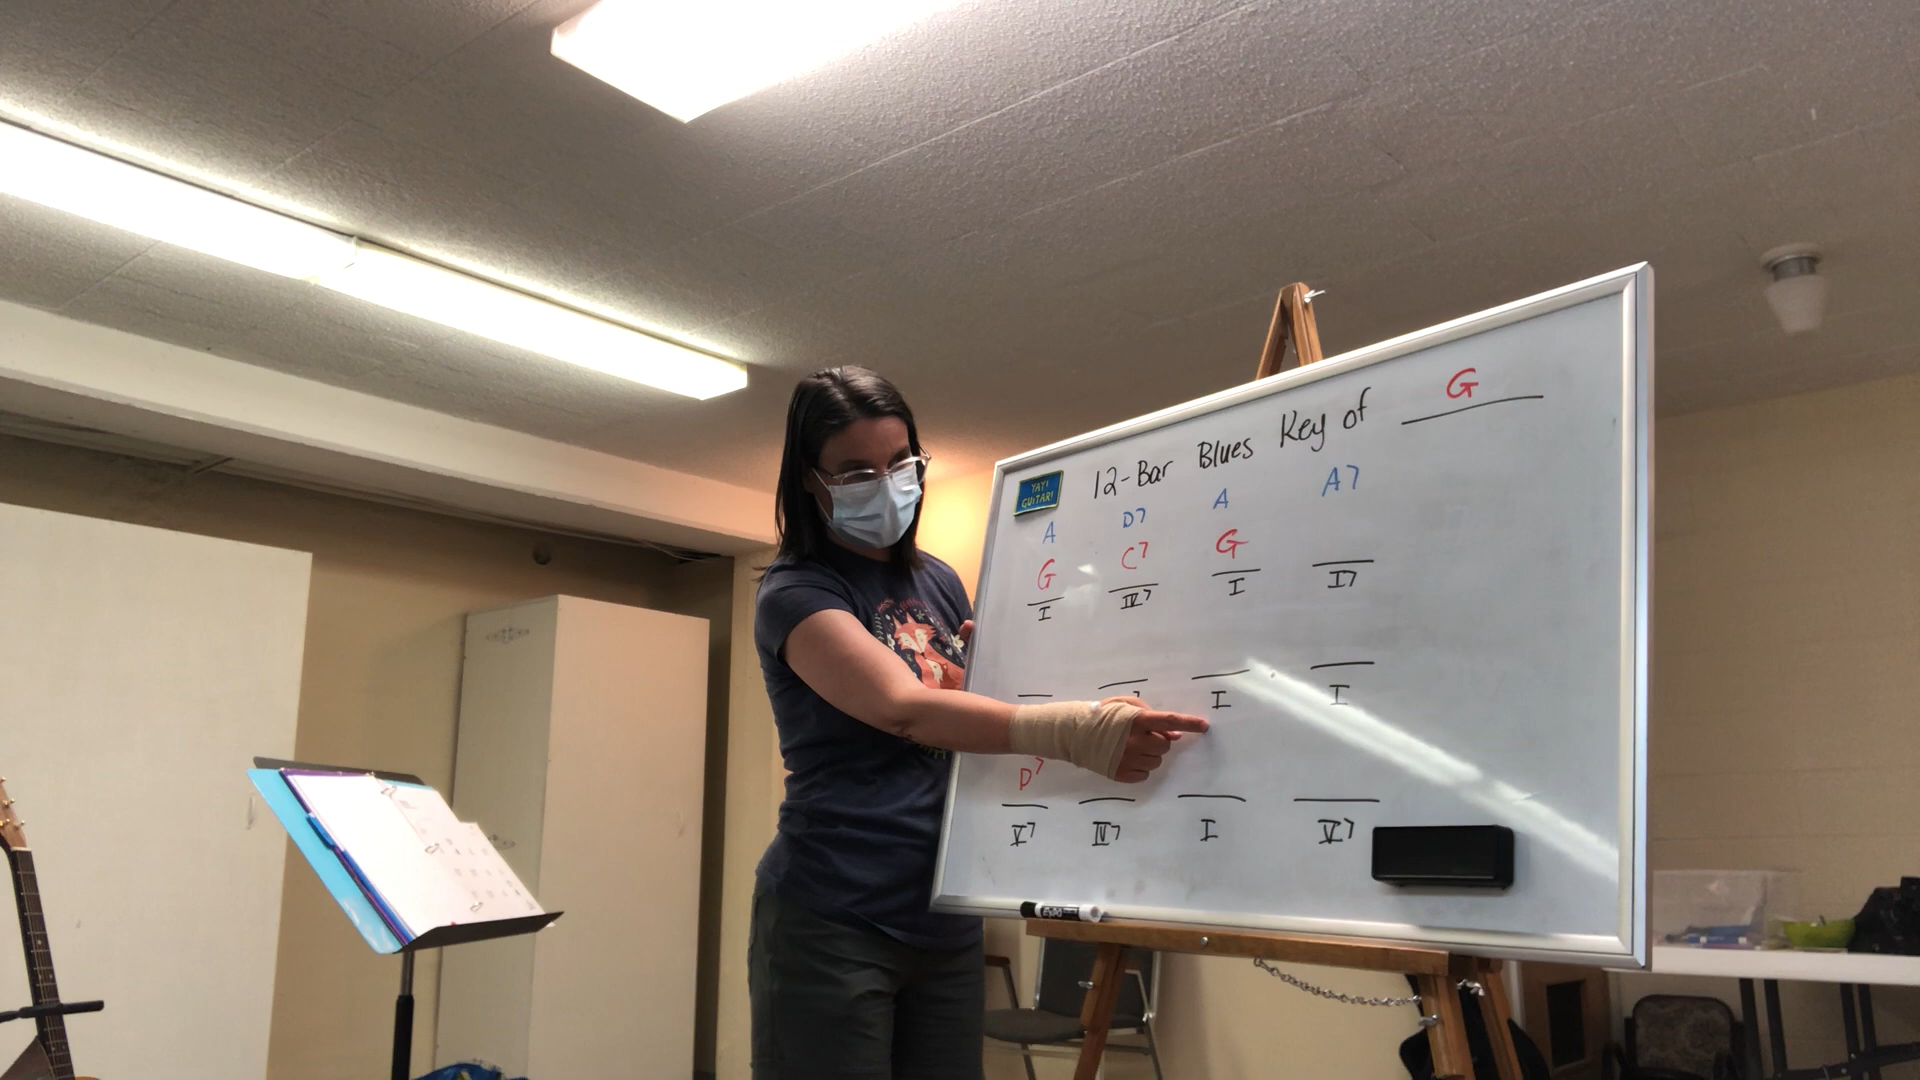 12-Bar Blues Key of G
YAY!
GUITAR!
A D7 A A7
G C7 G
I IV7 I I7
I I
D7
V7 IV7 I V7
EXPO